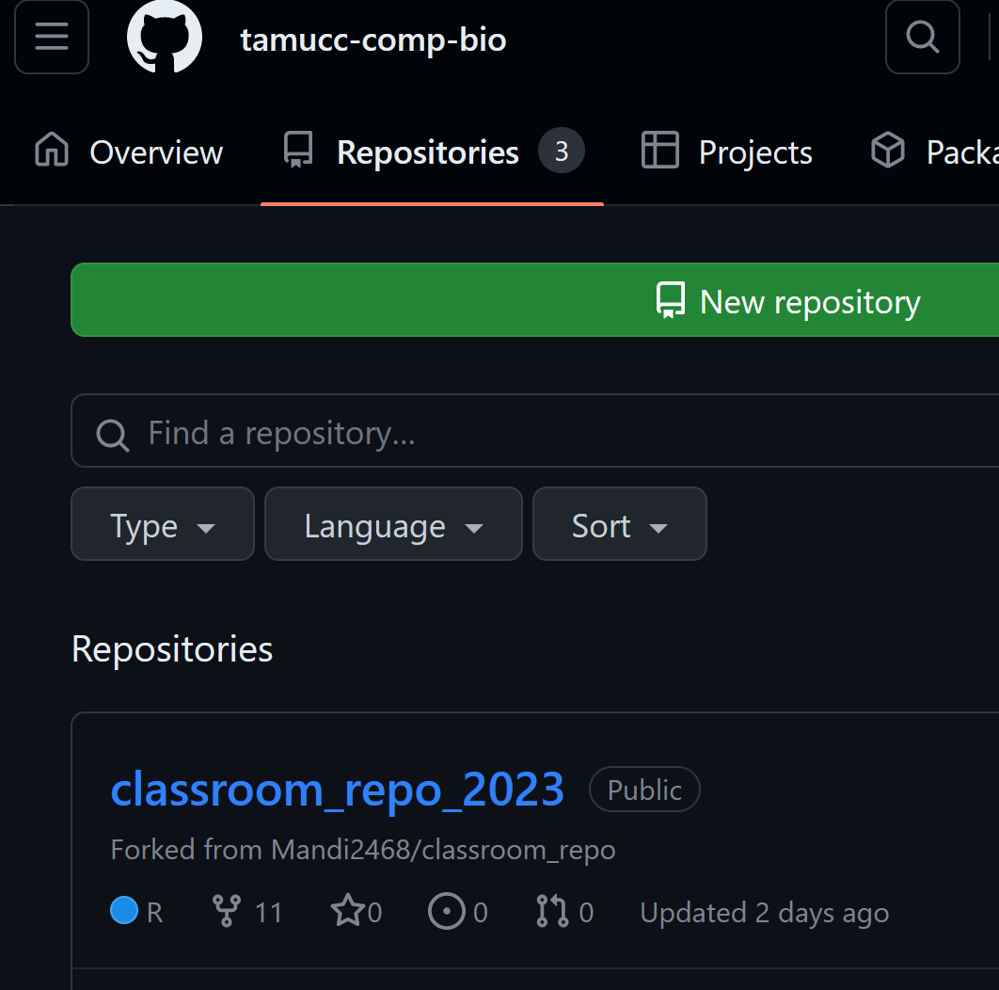 tamucc-comp-bio
Overview Repositories 3 Projects
New repository
Find a repository...
Type Language Sort
Repositories
classroom_repo_2023 Public
Forked from Mandi2468/classroom_repo
R 11 0 0 0 Updated 2 days ago